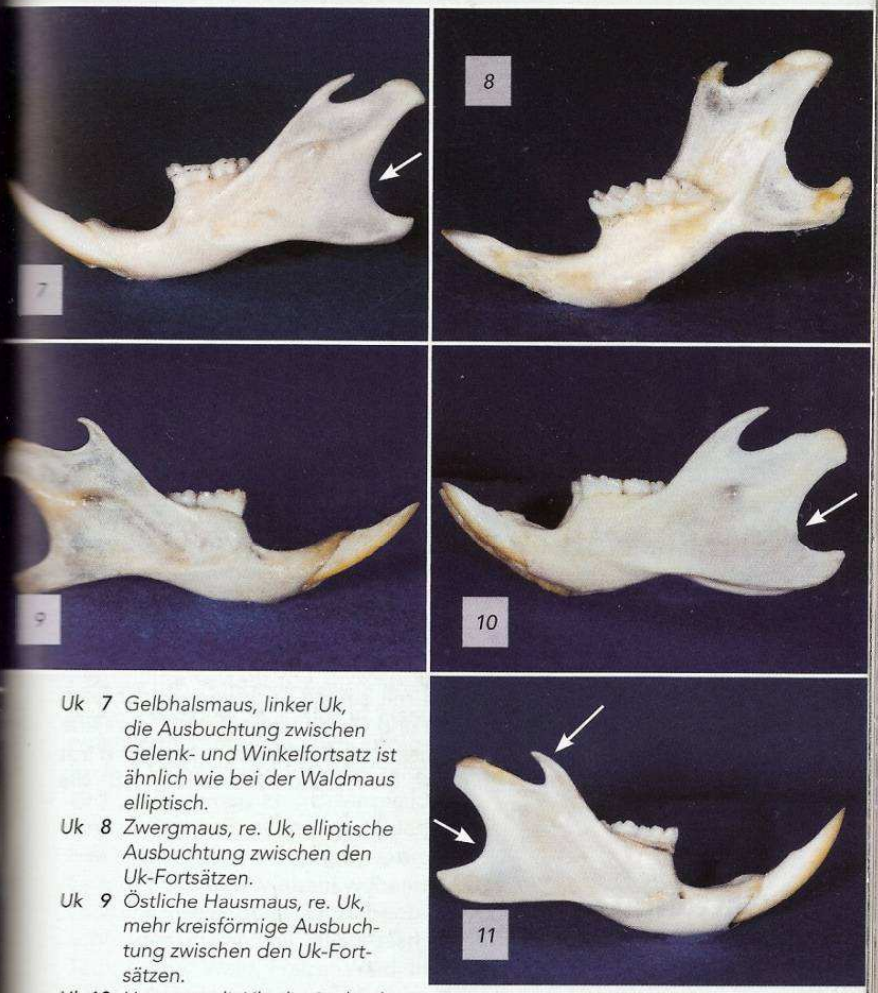 7
8
9
10
11
Uk 7 Gelbhalsmaus, linker Uk,
die Ausbuchtung zwischen
Gelenk- und Winkelfortsatz ist
ähnlich wie bei der Waldmaus
elliptisch.
Uk 8 Zwergmaus, re. Uk, elliptische
Ausbuchtung zwischen den
Uk-Fortsätzen.
Uk 9 Östliche Hausmaus, re. Uk,
mehr kreisförmige Ausbuch-
tung zwischen den Uk-Fort-
sätzen.
Uk 10